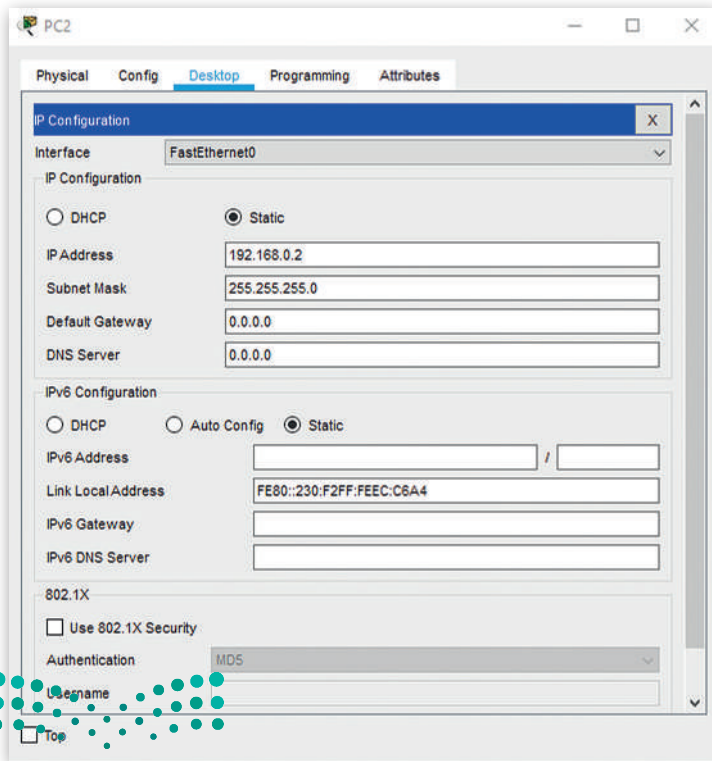 PC2
Physical Config Desktop Programming Attributes
IP Configuration X
Interface FastEthernet0
IP Configuration
DHCP Static
IP Address 192.168.0.2
Subnet Mask 255.255.255.0
Default Gateway 0.0.0.0
DNS Server 0.0.0.0
IPv6 Configuration
DHCP Auto Config Static
IPv6 Address /
Link Local Address FE80::230:F2FF:FEEC:C6A4
IPv6 Gateway
IPv6 DNS Server
802.1X
Use 802.1X Security
Authentication MD5
Username
Top